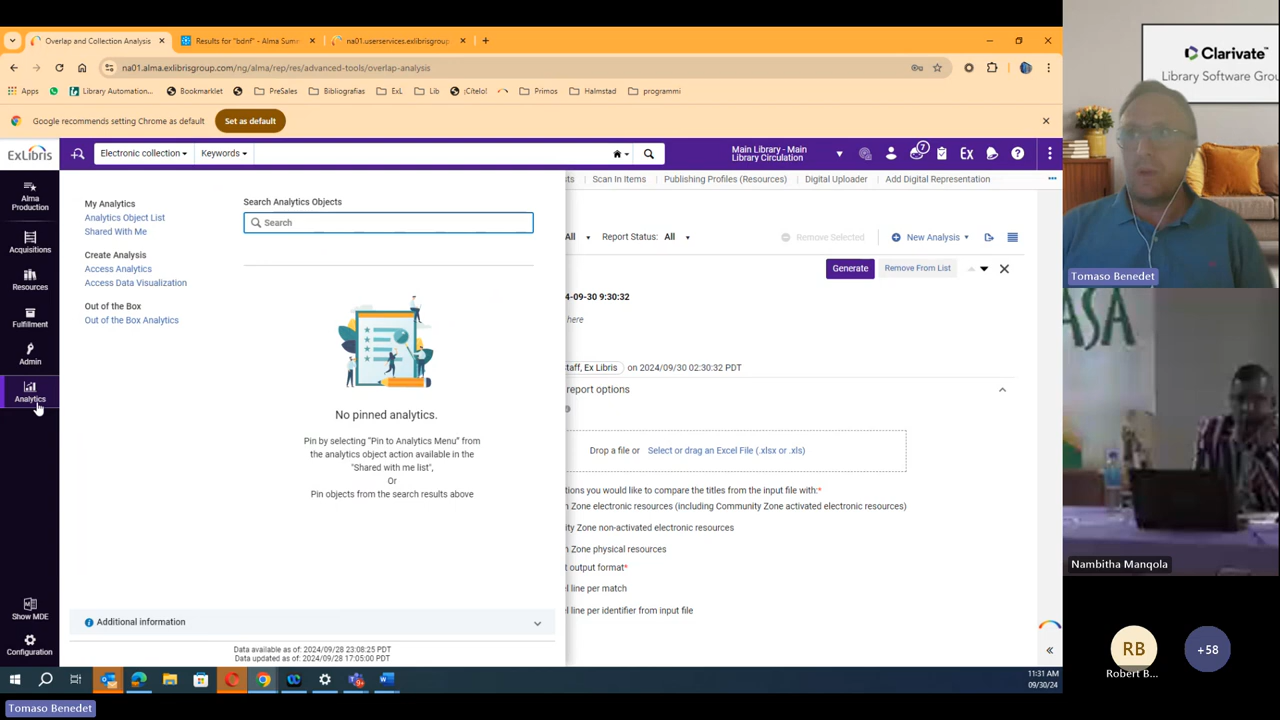 Overlap and Collection Analysis
Results for "bdnf" - Alma Sum
na01.userservices.exlibrisgroup
na01.alma.exlibrisgroup.com/ng/alma/rep/res/advanced-tools/overlap-analysis
Apps
Library Automation...
Bookmarklet
PreSales
Bibliografias
ExL
Lib
¡Cítelo!
Primos
Halmstad
programmi
Google recommends setting Chrome as default
Set as default
ExLibris
Electronic collection
Keywords
Main Library - Main
Library Circulation
7
Ex
Alma
Production
Acquisitions
Resources
Fulfillment
Admin
Analytics
Show MDE
Configuration
My Analytics
Analytics Object List
Shared With Me
Create Analysis
Access Analytics
Access Data Visualization
Out of the Box
Out of the Box Analytics
Search Analytics Objects
Search
No pinned analytics.
Pin by selecting "Pin to Analytics Menu" from
the analytics object action available in the
"Shared with me list",
Or
Pin objects from the search results above
Additional information
Data available as of: 2024/09/28 23:08:25 PDT
Data updated as of: 2024/09/28 17:05:00 PDT
ts
Scan In Items
Publishing Profiles (Resources)
Digital Uploader
Add Digital Representation
All
Report Status: All
Remove Selected
New Analysis
Generate
Remove From List
4-09-30 9:30:32
here
taff, Ex Libris
on 2024/09/30 02:30:32 PDT
report options
Drop a file or
Select or drag an Excel File (.xlsx or .xls)
tions you would like to compare the titles from the input file with:*
n Zone electronic resources (including Community Zone activated electronic resources)
ity Zone non-activated electronic resources
n Zone physical resources
t output format*
el line per match
el line per identifier from input file
11:31 AM
09/30/24
Tomaso Benedet
Clarivate™
Library Software Grou
Tomaso Benedet
ASA
Nambitha Manqola
RB
Robert B...
+58